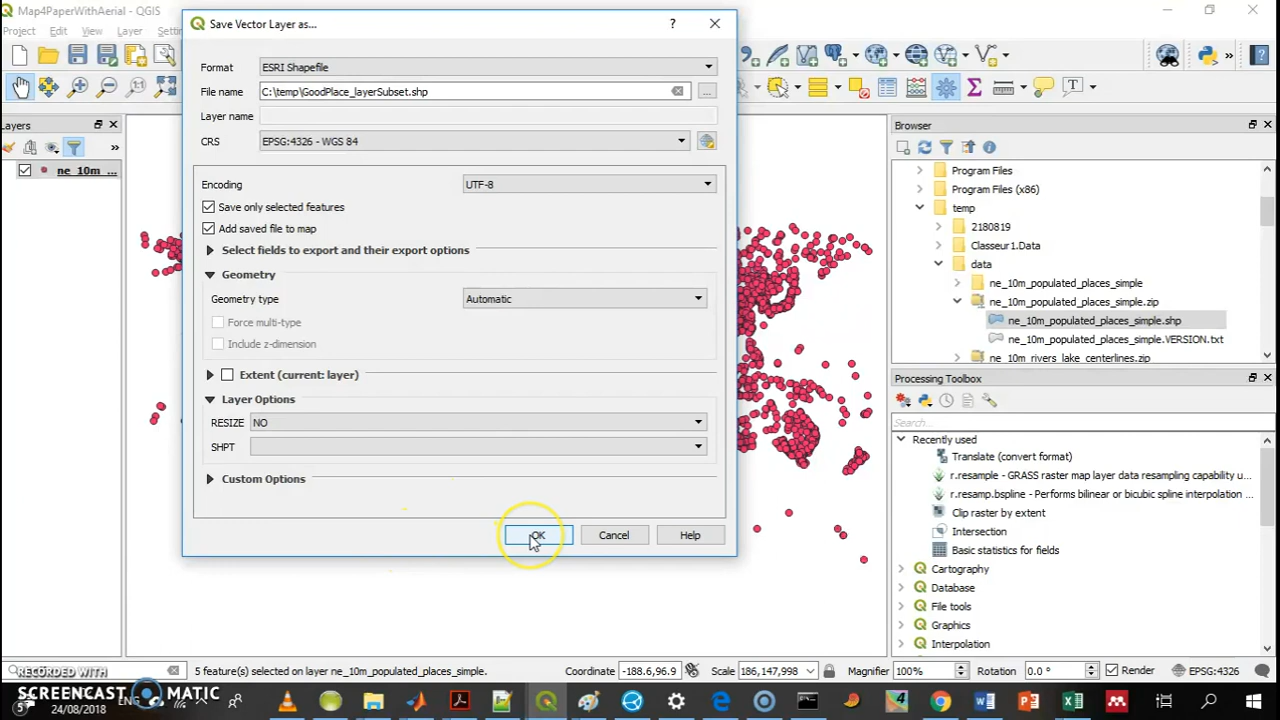 Map4PaperWithAerial - QGIS
Save Vector Layer as...
?
Project Edit View Layer Setti
Format ESRI Shapefile
File name C:\temp\GoodPlace_layerSubset.shp
...
Layer name
CRS EPSG:4326 - WGS 84
Encoding UTF-8
Save only selected features
Add saved file to map
Select fields to export and their export options
Geometry
Geometry type Automatic
Force multi-type
Include z-dimension
Extent (current: layer)
Layer Options
RESIZE NO
SHPT
Custom Options
OK Cancel Help
Layers
»
ne_10m ...
»
T
Browser
Program Files
Program Files (x86)
temp
2180819
Classeur1.Data
data
ne_10m_populated_places_simple
ne_10m_populated_places_simple.zip
ne_10m_populated_places_simple.shp
ne_10m_populated_places_simple.VERSION.txt
ne_10m_rivers_lake_centerlines.zip
Processing Toolbox
Search...
Recently used
Translate (convert format)
r.resample - GRASS raster map layer data resampling capability u...
r.resamp.bspline - Performs bilinear or bicubic spline interpolation ...
Clip raster by extent
Intersection
Basic statistics for fields
Cartography
Database
File tools
Graphics
Interpolation
5 feature(s) selected on layer ne_10m_populated_places_simple.
Coordinate -188.6,96.9
Scale 186,147,998
Magnifier 100%
Rotation 0.0 °
Render
EPSG:4326
RECORDED WITH
SCREENCAST MATIC
ENG
24/08/2018
5
4